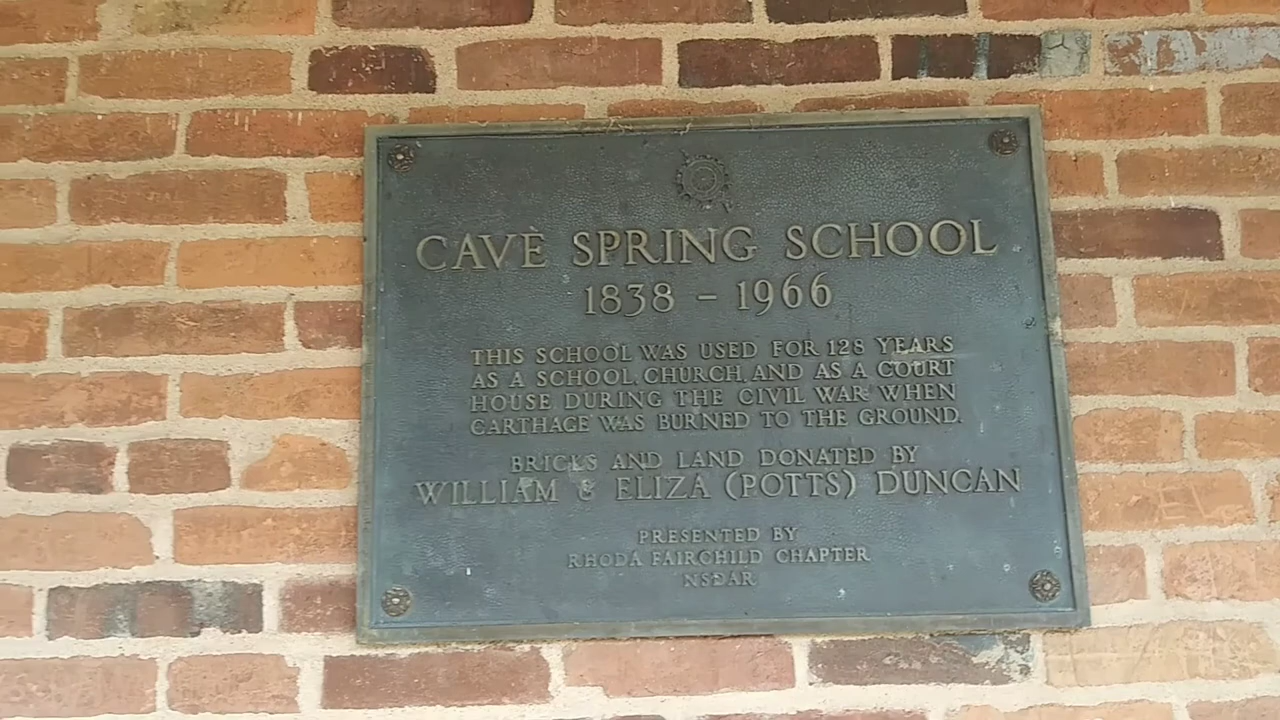 CAVE SPRING SCHOOL
1838 - 1966
THIS SCHOOL WAS USED FOR 128 YEARS
AS A SCHOOL, CHURCH, AND AS A COURT
HOUSE DURING THE CIVIL WAR WHEN
CARTHAGE WAS BURNED TO THE GROUND.
BRICKS AND LAND DONATED BY
WILLIAM & ELIZA (POTTS) DUNCAN
PRESENTED BY
RHODA FAIRCHILD CHAPTER
NSDAR